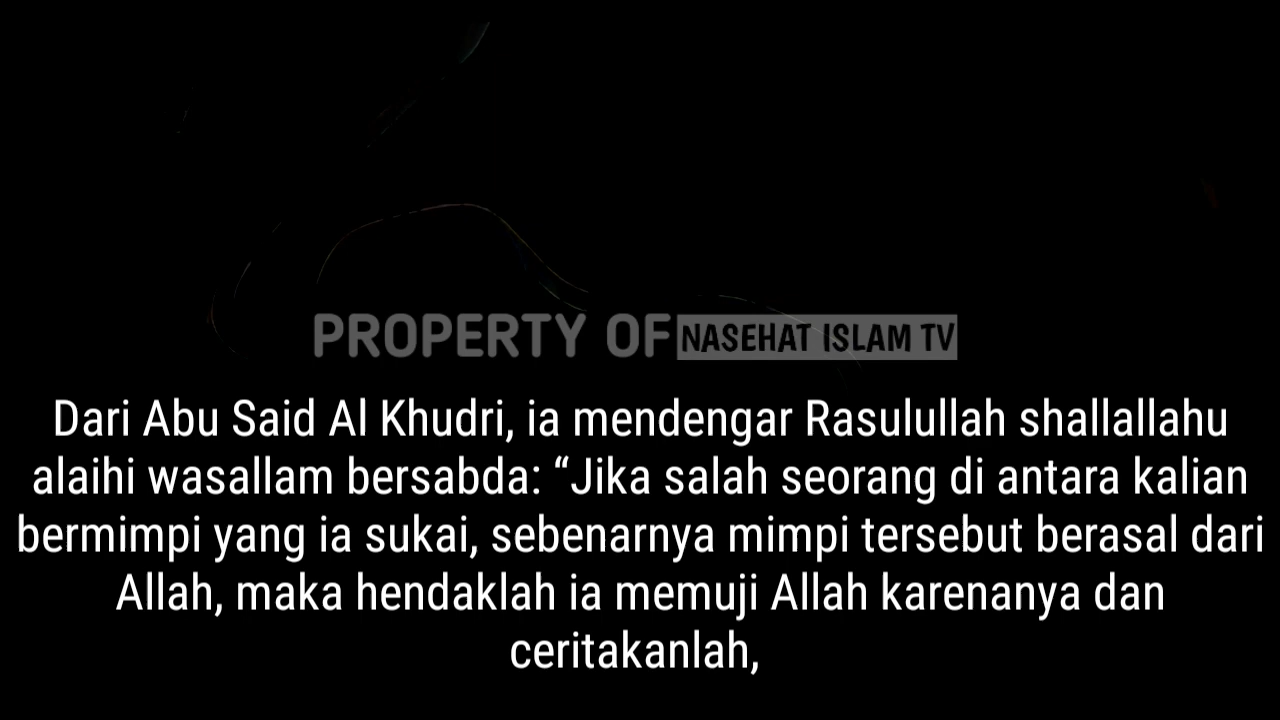 PROPERTY OF NASEHAT ISLAM TV
Dari Abu Said Al Khudri, ia mendengar Rasulullah shallallahu
alaihi wasallam bersabda: “Jika salah seorang di antara kalian
bermimpi yang ia sukai, sebenarnya mimpi tersebut berasal dari
Allah, maka hendaklah ia memuji Allah karenanya dan
ceritakanlah,